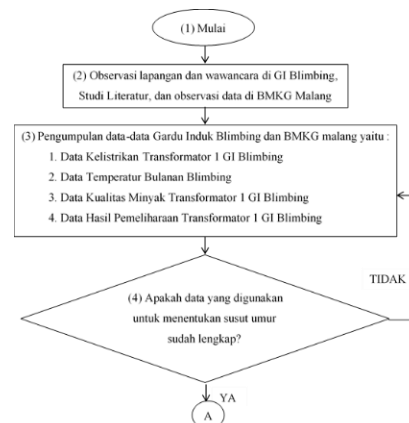 (1) Mulai
(2) Observasi lapangan dan wawancara di GI Blimbing,
Studi Literatur, dan observasi data di BMKG Malang
(3) Pengumpulan data-data Gardu Induk Blimbing dan BMKG malang yaitu :
1. Data Kelistrikan Transformator 1 GI Blimbing
2. Data Temperatur Bulanan Blimbing
3. Data Kualitas Minyak Transformator 1 GI Blimbing
4. Data Hasil Pemeliharaan Transformator 1 GI Blimbing
TIDAK
(4) Apakah data yang digunakan
untuk menentukan susut umur
sudah lengkap?
YA
A